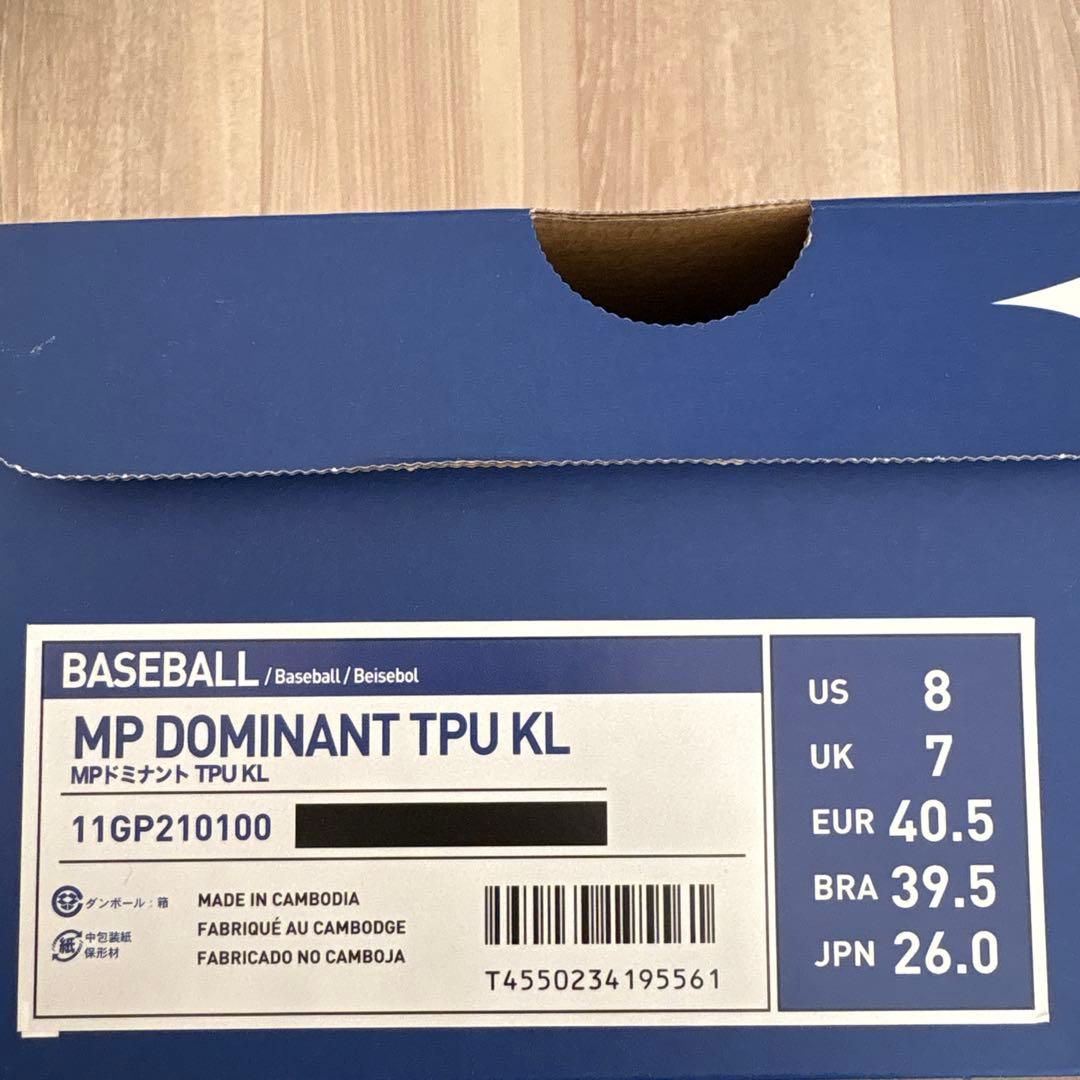 BASEBALL / Baseball / Beisebol
MP DOMINANT TPU KL
MPドミナント TPU KL
11GP210100
ダンボール : 箱
紙 中包装紙
保形材
MADE IN CAMBODIA
FABRIQUÉ AU CAMBODGE
FABRICADO NO CAMBOJA
T4550234195561
US 8
UK 7
EUR 40.5
BRA 39.5
JPN 26.0